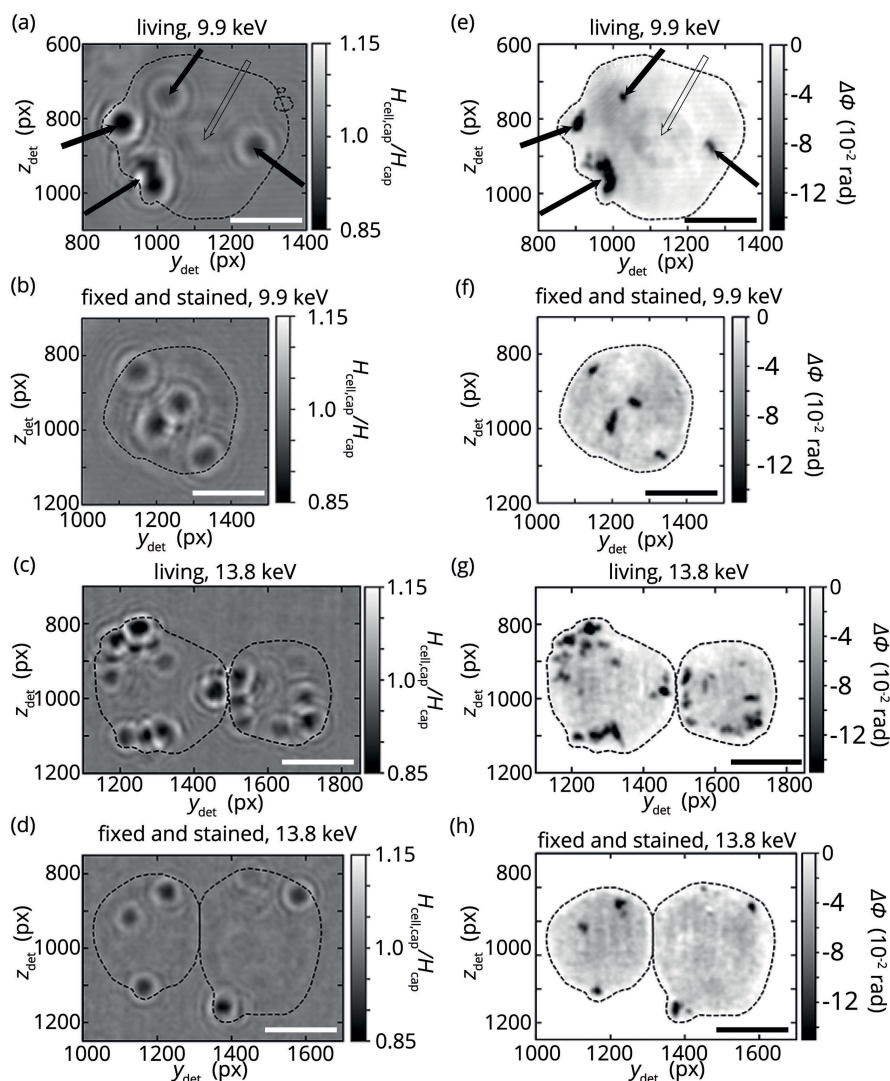 (a) living, 9.9 keV
600
800
1000
z_det (px)
800 1000 1200 1400
y_det (px)
1.15
1.0
0.85
H_cell,cap/H_cap
(e) living, 9.9 keV
600
800
1000
z_det (px)
800 1000 1200 1400
y_det (px)
0
-4
-8
-12
ΔΦ (10⁻² rad)
(b) fixed and stained, 9.9 keV
800
1000
1200
z_det (px)
1000 1200 1400
y_det (px)
1.15
1.0
0.85
H_cell,cap/H_cap
(f) fixed and stained, 9.9 keV
800
1000
1200
z_det (px)
1000 1200 1400
y_det (px)
0
-4
-8
-12
ΔΦ (10⁻² rad)
(c) living, 13.8 keV
800
1000
1200
z_det (px)
1200 1400 1600 1800
y_det (px)
1.15
1.0
0.85
H_cell,cap/H_cap
(g) living, 13.8 keV
800
1000
1200
z_det (px)
1200 1400 1600 1800
y_det (px)
0
-4
-8
-12
ΔΦ (10⁻² rad)
(d) fixed and stained, 13.8 keV
800
1000
1200
z_det (px)
1000 1200 1400 1600
y_det (px)
1.15
1.0
0.85
H_cell,cap/H_cap
(h) fixed and stained, 13.8 keV
800
1000
1200
z_det (px)
1000 1200 1400 1600
y_det (px)
0
-4
-8
-12
ΔΦ (10⁻² rad)